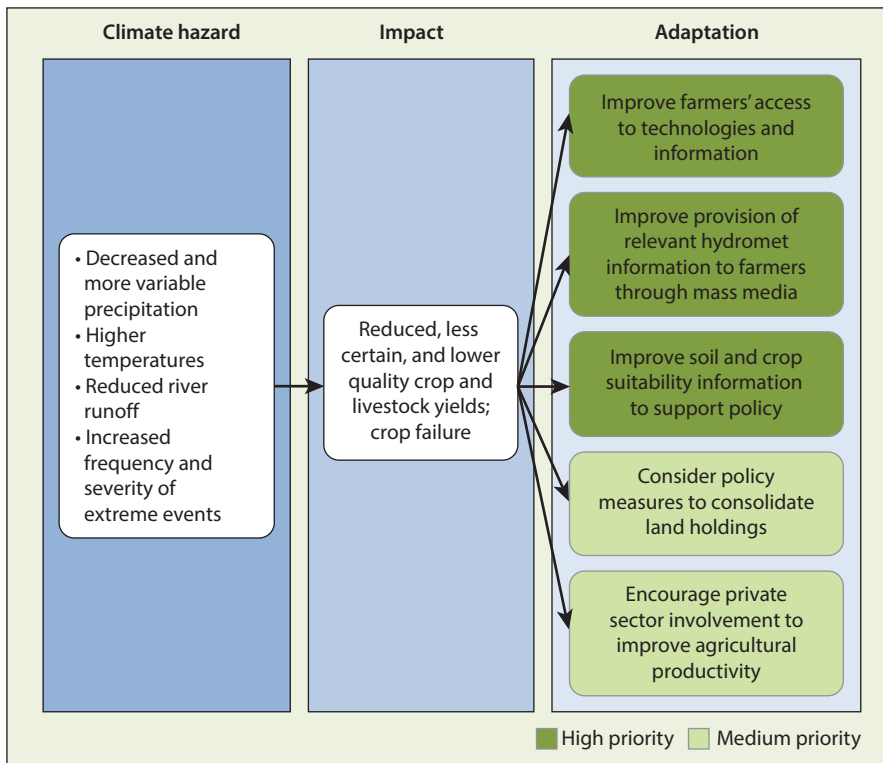 Climate hazard
Impact
Adaptation
• Decreased and
more variable
precipitation
• Higher
temperatures
• Reduced river
runoff
• Increased
frequency and
severity of
extreme events
Reduced, less
certain, and lower
quality crop and
livestock yields;
crop failure
Improve farmers’ access
to technologies and
information
Improve provision of
relevant hydromet
information to farmers
through mass media
Improve soil and crop
suitability information
to support policy
Consider policy
measures to consolidate
land holdings
Encourage private
sector involvement to
improve agricultural
productivity
High priority
Medium priority